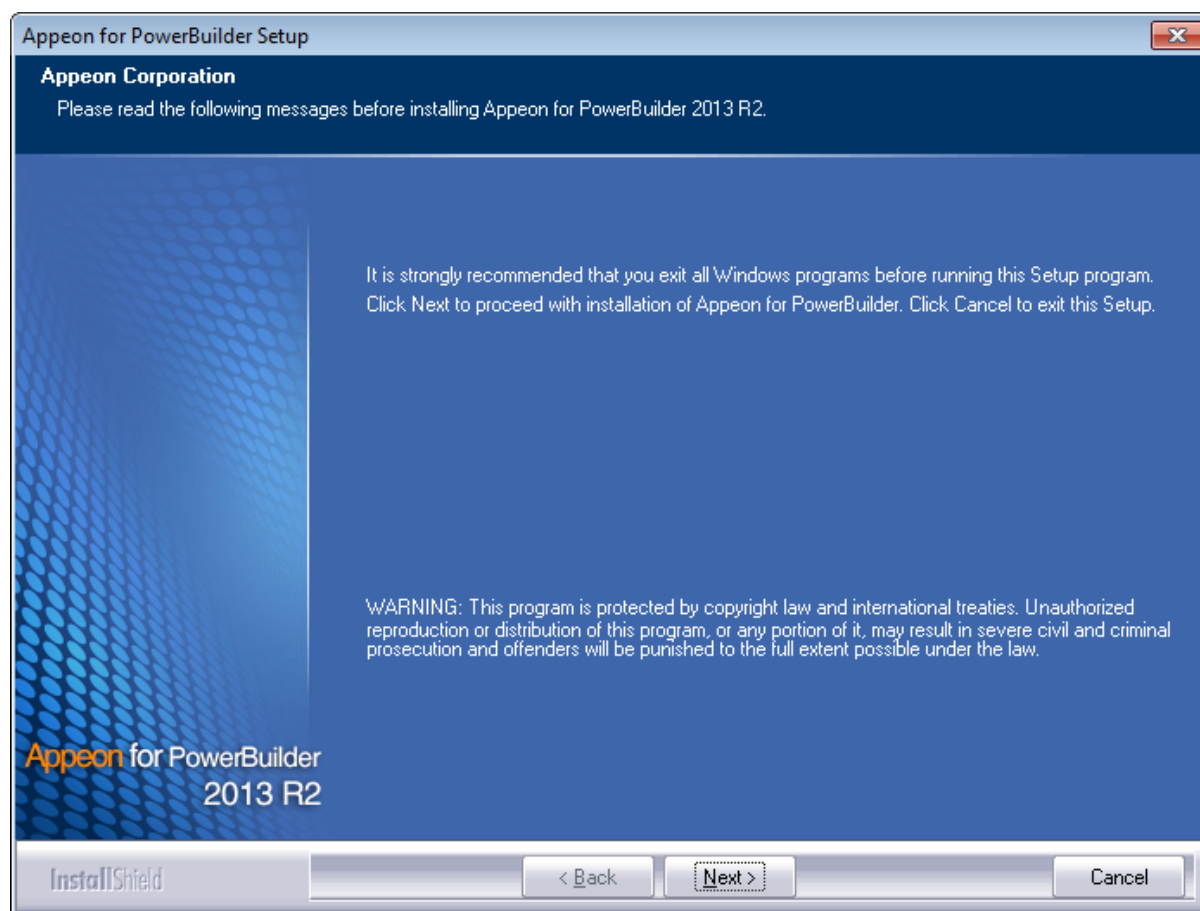 Appeon for PowerBuilder Setup
Appeon Corporation
Please read the following messages before installing Appeon for PowerBuilder 2013 R2.
It is strongly recommended that you exit all Windows programs before running this Setup program.
Click Next to proceed with installation of Appeon for PowerBuilder. Click Cancel to exit this Setup.
WARNING: This program is protected by copyright law and international treaties. Unauthorized
reproduction or distribution of this program, or any portion of it, may result in severe civil and criminal
prosecution and offenders will be punished to the full extent possible under the law.
Appeon for PowerBuilder
2013 R2
InstallShield
< Back
Next >
Cancel